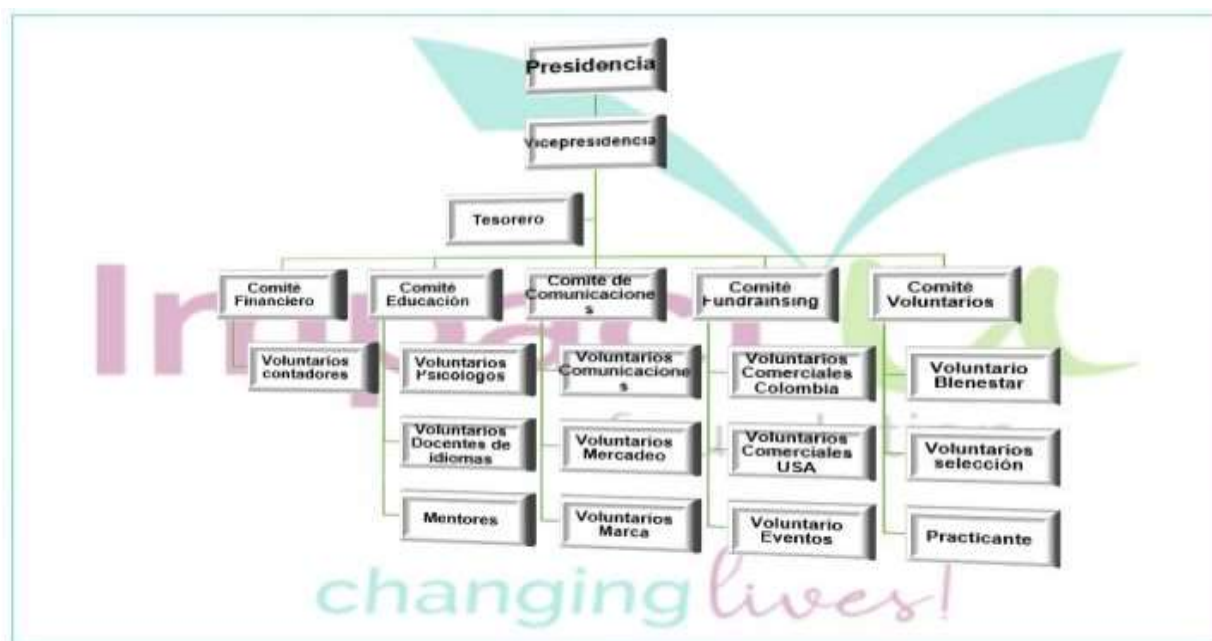 Presidencia
Vicepresidencia
Tesorero
Comité
Financiero
Comité
Educación
Comite de
Comunicacione
s
Comité
Fundrainsing
Comité
Voluntarios
Voluntarios
contadores
Voluntarios
Psicólogos
Voluntarios
Docentes de
idiomas
Mentores
Voluntarios
Comunicacione
s
Voluntarios
Mercadeo
Voluntarios
Marca
Voluntarios
Comerciales
Colombia
Voluntarios
Comerciales
USA
Voluntario
Eventos
Voluntario
BIenestar
Voluntarios
selección
Practicante
changing lives!